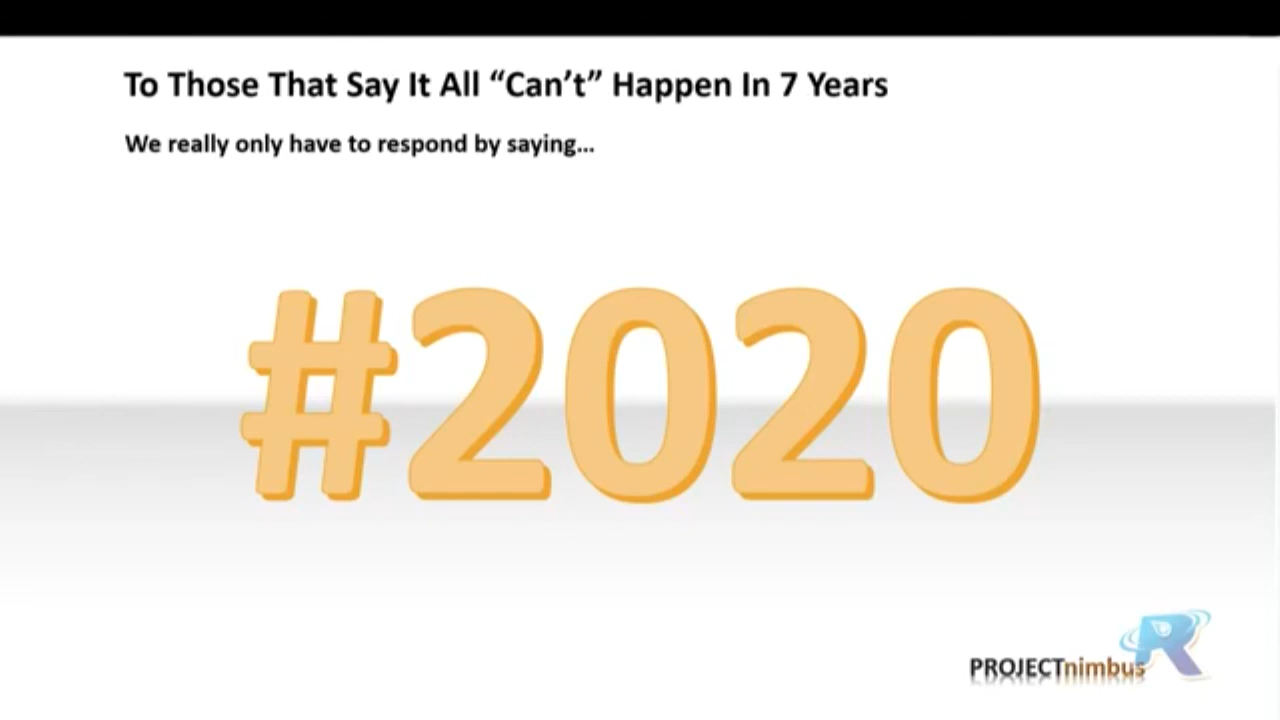 To Those That Say It All “Can’t” Happen In 7 Years
We really only have to respond by saying...
#2020
PROJECTnimbus